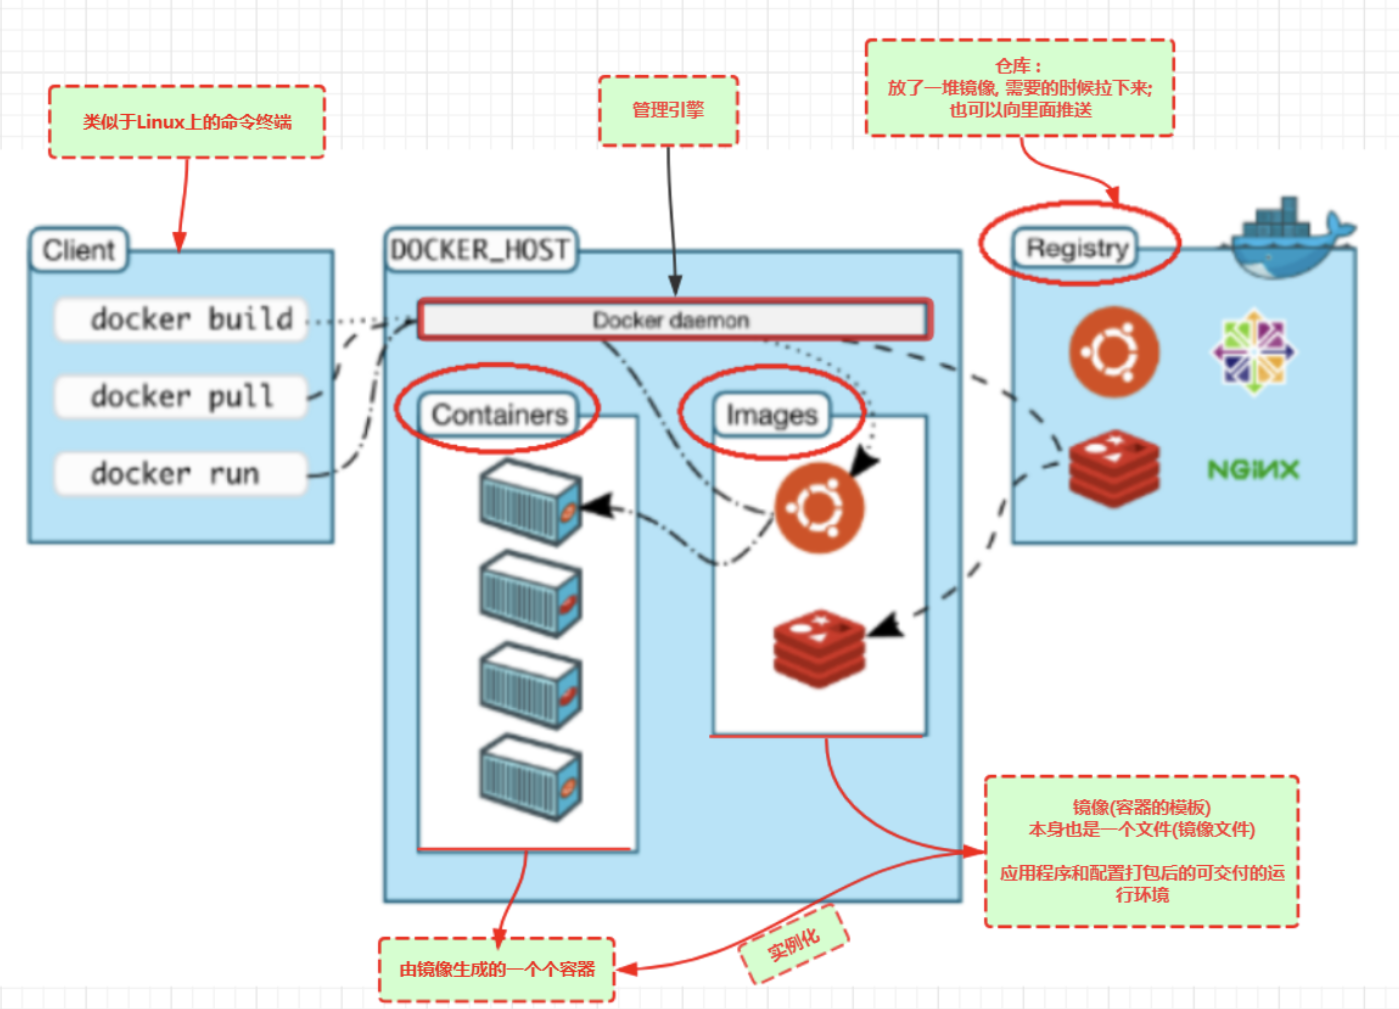 仓库：
放了一堆镜像, 需要的时候拉下来;
也可以向里面推送
类似于Linux上的命令终端
管理引擎
Client
DOCKER_HOST
Registry
docker build
docker pull
docker run
Docker daemon
Containers
Images
NGINX
镜像(容器的模板)
本身也是一个文件(镜像文件)
应用程序和配置打包后的可交付的运
行环境
实例化
由镜像生成的一个个容器